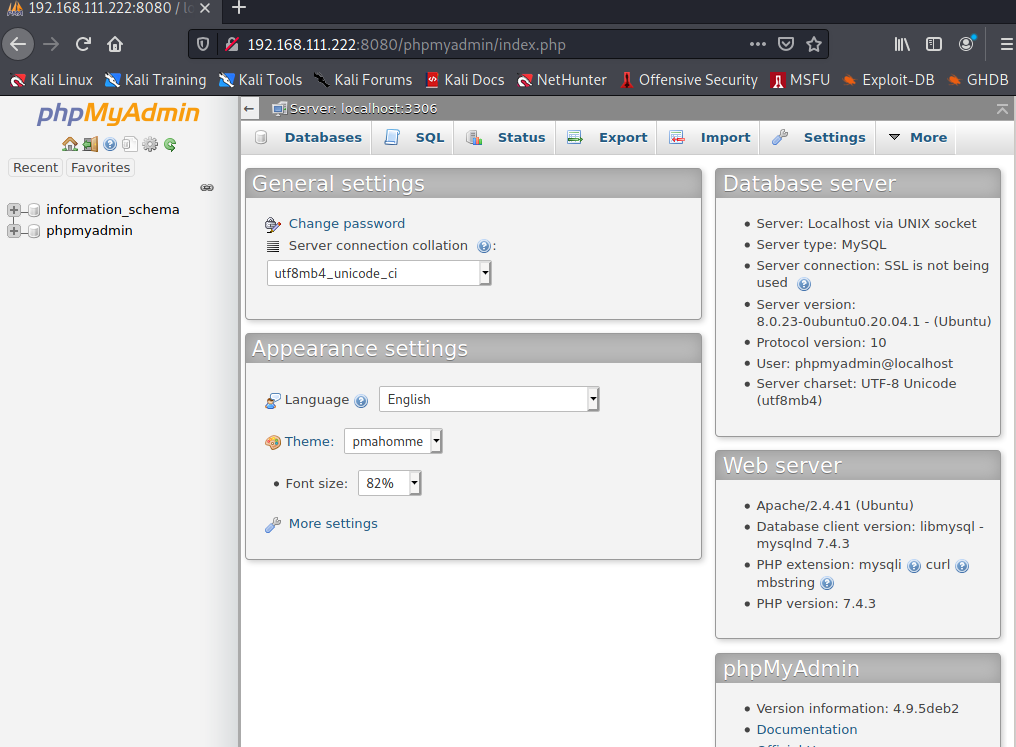 192.168.111.222:8080 / lo
192.168.111.222:8080/phpmyadmin/index.php
Kali Linux Kali Training Kali Tools Kali Forums Kali Docs NetHunter Offensive Security MSFU Exploit-DB GHDB
phpMyAdmin
Recent Favorites
information_schema
phpmyadmin
Server: localhost:3306
Databases SQL Status Export Import Settings More
General settings
Change password
Server connection collation :
utf8mb4_unicode_ci
Appearance settings
Language English
Theme: pmahomme
Font size: 82%
More settings
Database server
Server: Localhost via UNIX socket
Server type: MySQL
Server connection: SSL is not being
used
Server version:
8.0.23-0ubuntu0.20.04.1 - (Ubuntu)
Protocol version: 10
User: phpmyadmin@localhost
Server charset: UTF-8 Unicode
(utf8mb4)
Web server
Apache/2.4.41 (Ubuntu)
Database client version: libmysql -
mysqlnd 7.4.3
PHP extension: mysqli curl
mbstring
PHP version: 7.4.3
phpMyAdmin
Version information: 4.9.5deb2
Documentation